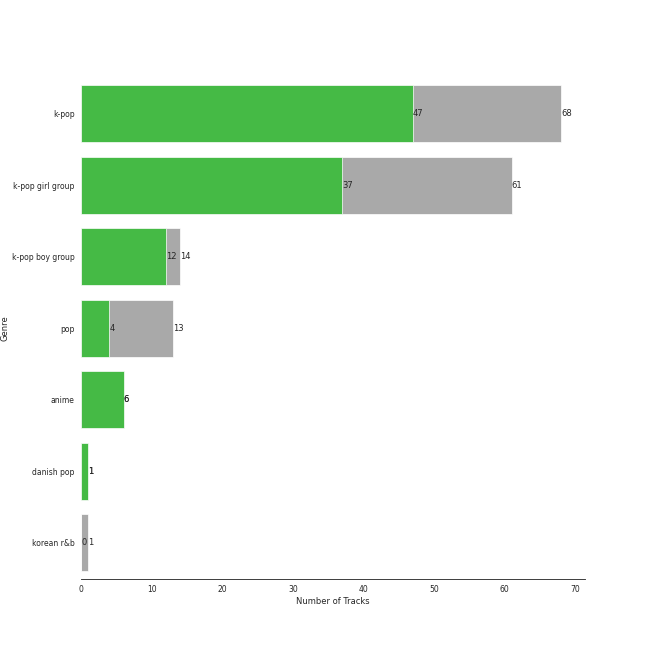 k-pop 47 68
k-pop girl group 37 61
k-pop boy group 12 14
pop 4 13
anime 6
danish pop 1
korean r&b 0 1
Genre
0 10 20 30 40 50 60 70
Number of Tracks